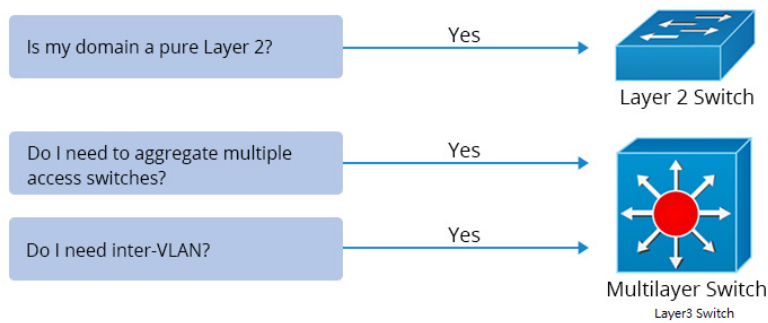 Is my domain a pure Layer 2?
Yes
Layer 2 Switch
Do I need to aggregate multiple
access switches?
Yes
Do I need inter-VLAN?
Yes
Multilayer Switch
Layer3 Switch